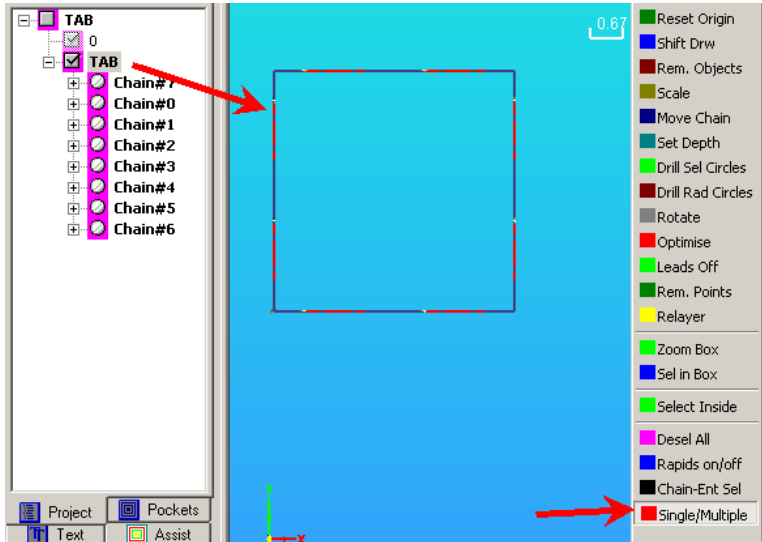 TAB
0
TAB
Chain#7
Chain#0
Chain#1
Chain#2
Chain#3
Chain#4
Chain#5
Chain#6
Project
Pockets
Text
Assist
0.67
X
Reset Origin
Shift Drw
Rem. Objects
Scale
Move Chain
Set Depth
Drill Sel Circles
Drill Rad Circles
Rotate
Optimise
Leads Off
Rem. Points
Relayer
Zoom Box
Sel in Box
Select Inside
Desel All
Rapids on/off
Chain-Ent Sel
Single/Multiple